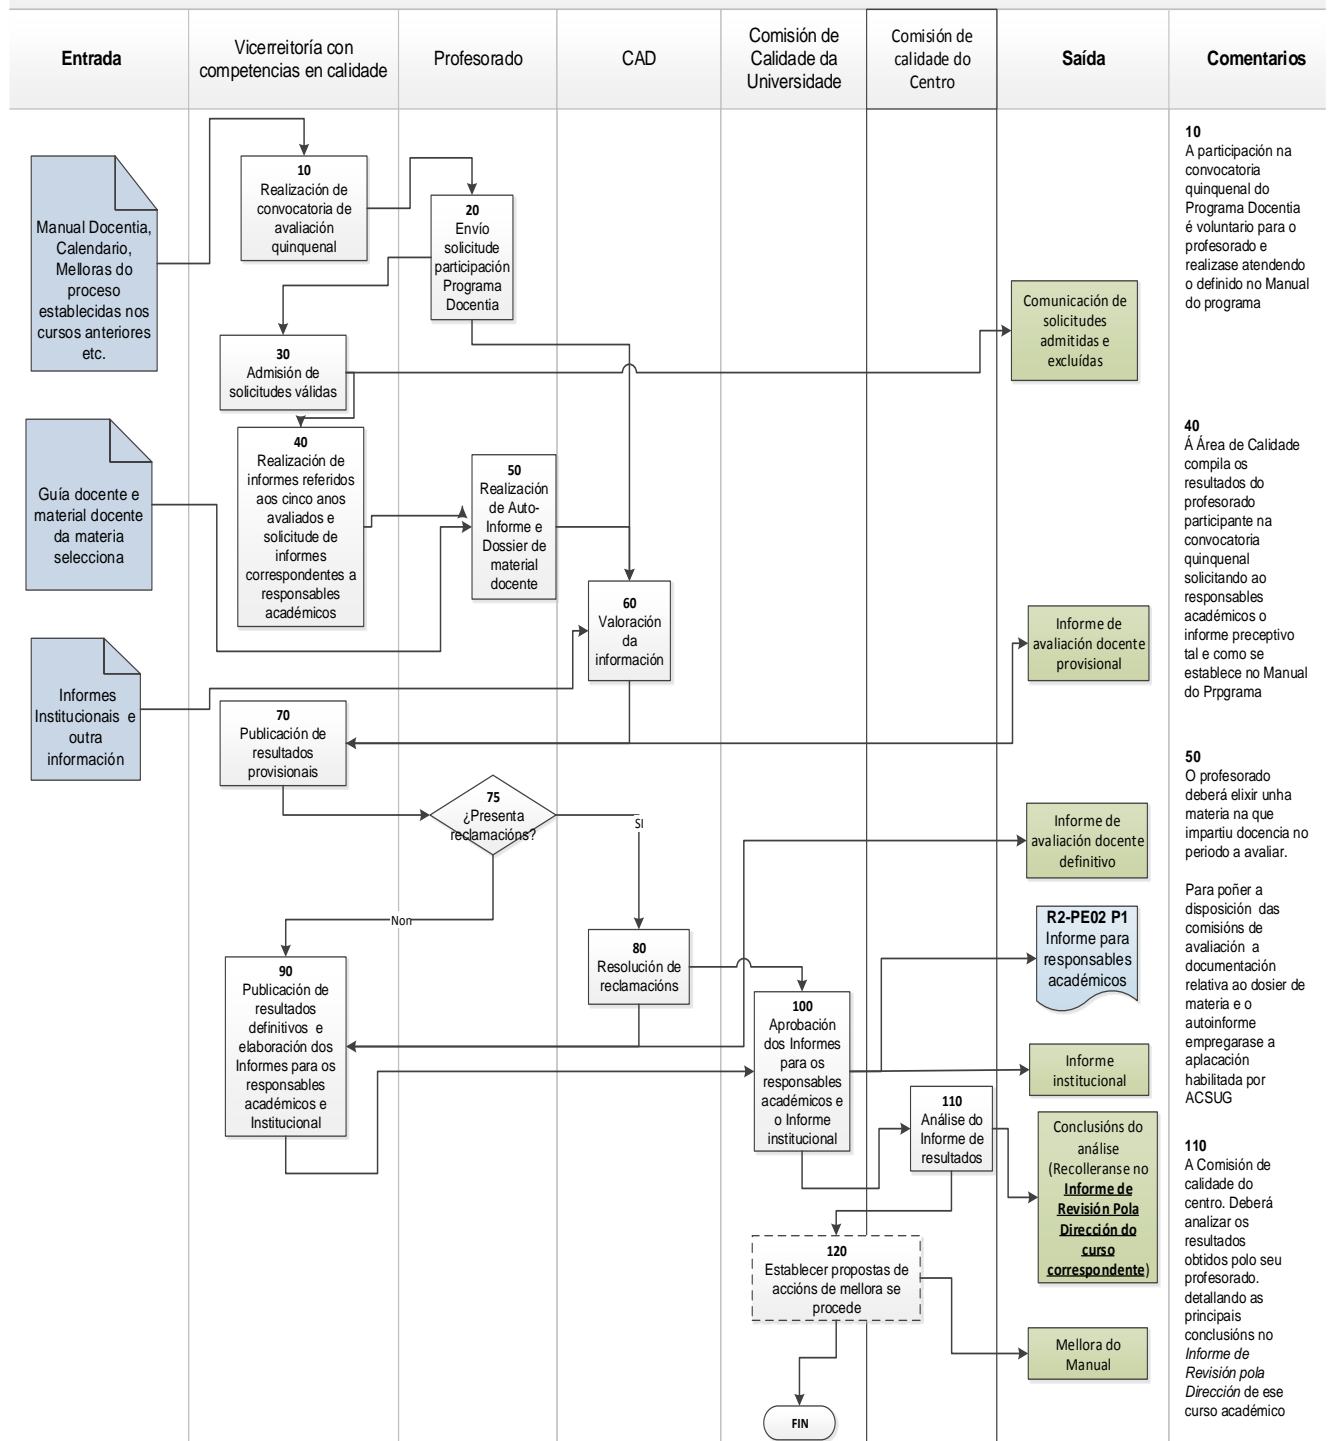 Entrada
Vicerreitoría con
competencias en calidade
Profesorado
CAD
Comisión de
Calidade da
Universidade
Comisión de
calidade do
Centro
Saída
Comentarios
Manual Docentia,
Calendario,
Melloras do
proceso
establecidas nos
cursos anteriores
etc.
10
Realización de
convocatoria de
avaliación
quinquenal
20
Envío
solicitude
participación
Programa
Docentia
30
Admisión de
solicitudes válidas
Comunicación de
solicitudes
admitidas e
excluídas
10
A participación na
convocatoria
quinquenal do
Programa Docentia
é voluntario para o
profesorado e
realizase atendendo
o definido no Manual
do programa
Guía docente e
material docente
da materia
selecciona
40
Realización de
informes referidos
aos cinco anos
avaliados e
solicitude de
informes
correspondentes a
responsables
académicos
50
Realización
de Auto-
Informe e
Dossier de
material
docente
60
Valoración
da
información
40
Á Área de Calidade
compila os
resultados do
profesorado
participante na
convocatoria
quinquenal
solicitando ao
responsables
académicos o
informe preceptivo
tal e como se
establece no Manual
do Prpgrama
Informes
Institucionais e
outra
información
Informe de
avaliación docente
provisional
70
Publicación de
resultados
provisionais
75
¿Presenta
reclamacións?
SI
Non
Informe de
avaliación docente
definitivo
50
O profesorado
deberá elixir unha
materia na que
impartiu docencia no
periodo a avaliar.
Para poñer a
disposición das
comisións de
avaliación a
documentación
relativa ao dosier de
materia e o
autoinforme
empregarase a
aplacación
habilitada por
ACSUG
80
Resolución de
reclamacións
R2-PE02 P1
Informe para
responsables
académicos
90
Publicación de
resultados
definitivos e
elaboración dos
Informes para os
responsables
académicos e
Institucional
100
Aprobación
dos Informes
para os
responsables
académicos e
o Informe
institucional
Informe
institucional
110
Análise do
Informe de
resultados
Conclusións do
análise
(Recolleranse no
Informe de
Revisión Pola
Dirección do
curso
correspondente)
110
A Comisión de
calidade do
centro. Deberá
analizar os
resultados
obtidos polo seu
profesorado.
detallando as
principais
conclusións no
Informe de
Revisión pola
Dirección de ese
curso académico
120
Establecer propostas de
accións de mellora se
procede
Mellora do
Manual
FIN